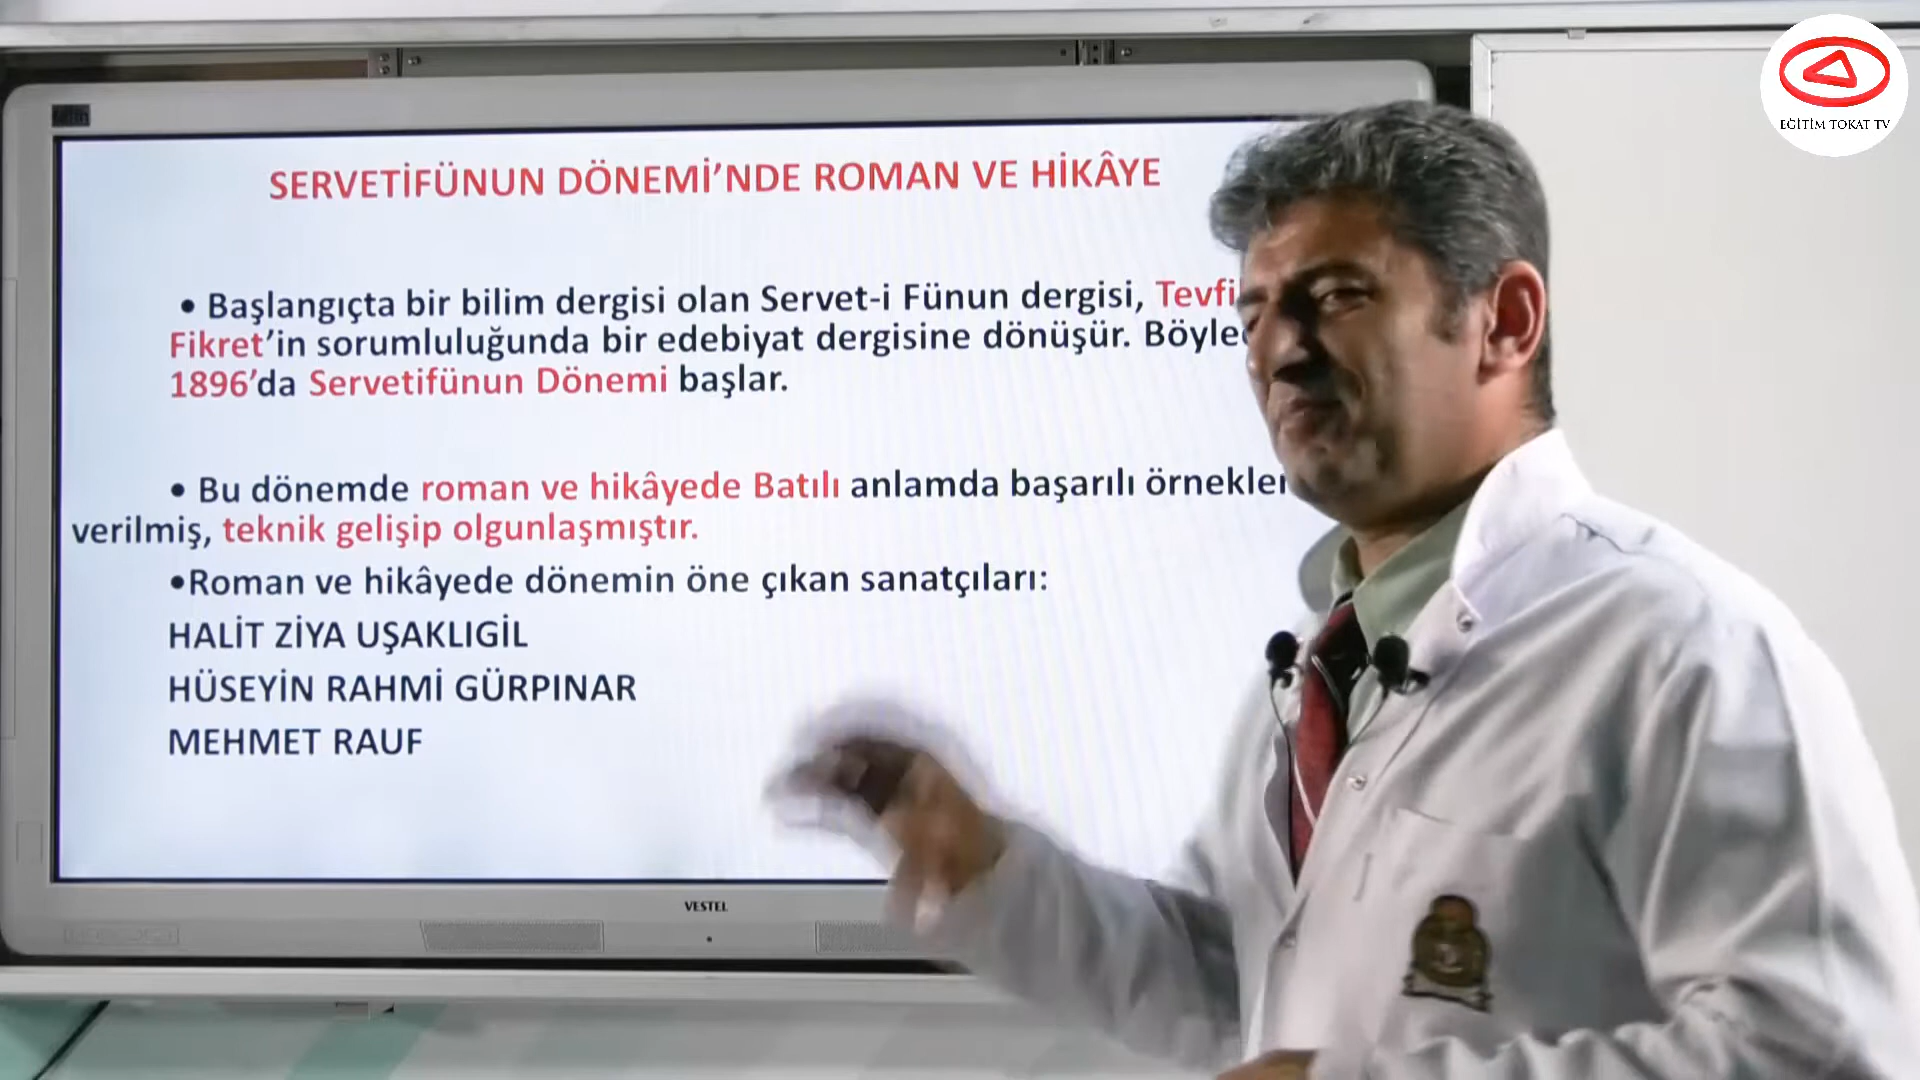 EĞİTİM TOKAT TV
SERVETİFÜNUN DÖNEMİ’NDE ROMAN VE HİKÂYE
• Başlangıçta bir bilim dergisi olan Servet-i Fünun dergisi,
Fikret’in sorumluluğunda bir edebiyat dergisine dönüşür.
1896’da Servetifünun Dönemi başlar.
• Bu dönemde roman ve hikâyede Batılı anlamda başarılı örnekler
verilmiş, teknik gelişip olgunlaşmıştır.
•Roman ve hikâyede dönemin öne çıkan sanatçıları:
HALİT ZİYA UŞAKLIGİL
HÜSEYİN RAHMİ GÜRPINAR
MEHMET RAUF
VESTEL